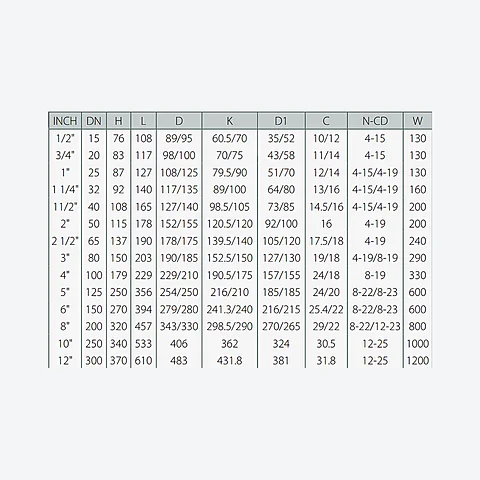 INCH DN H L D K D1 C N-CD W
1/2" 15 76 108 89/95 60.5/70 35/52 10/12 4-15 130
3/4" 20 83 117 98/100 70/75 43/58 11/14 4-15 130
1" 25 87 127 108/125 79.5/90 51/70 12/14 4-15/4-19 130
1 1/4" 32 92 140 117/135 89/100 64/80 13/16 4-15/4-19 160
11/2" 40 108 165 127/140 98.5/105 73/85 14.5/16 4-15/4-19 200
2" 50 115 178 152/155 120.5/120 92/100 16 4-19 200
2 1/2" 65 137 190 178/175 139.5/140 105/120 17.5/18 4-19 240
3" 80 150 203 190/185 152.5/150 127/130 19/18 4-19/8-19 290
4" 100 179 229 229/210 190.5/175 157/155 24/18 8-19 330
5" 125 250 356 254/250 216/210 185/185 24/20 8-22/8-23 600
6" 150 270 394 279/280 241.3/240 216/215 25.4/22 8-22/8-23 600
8" 200 320 457 343/330 298.5/290 270/265 29/22 8-22/12-23 800
10" 250 340 533 406 362 324 30.5 12-25 1000
12" 300 370 610 483 431.8 381 31.8 12-25 1200